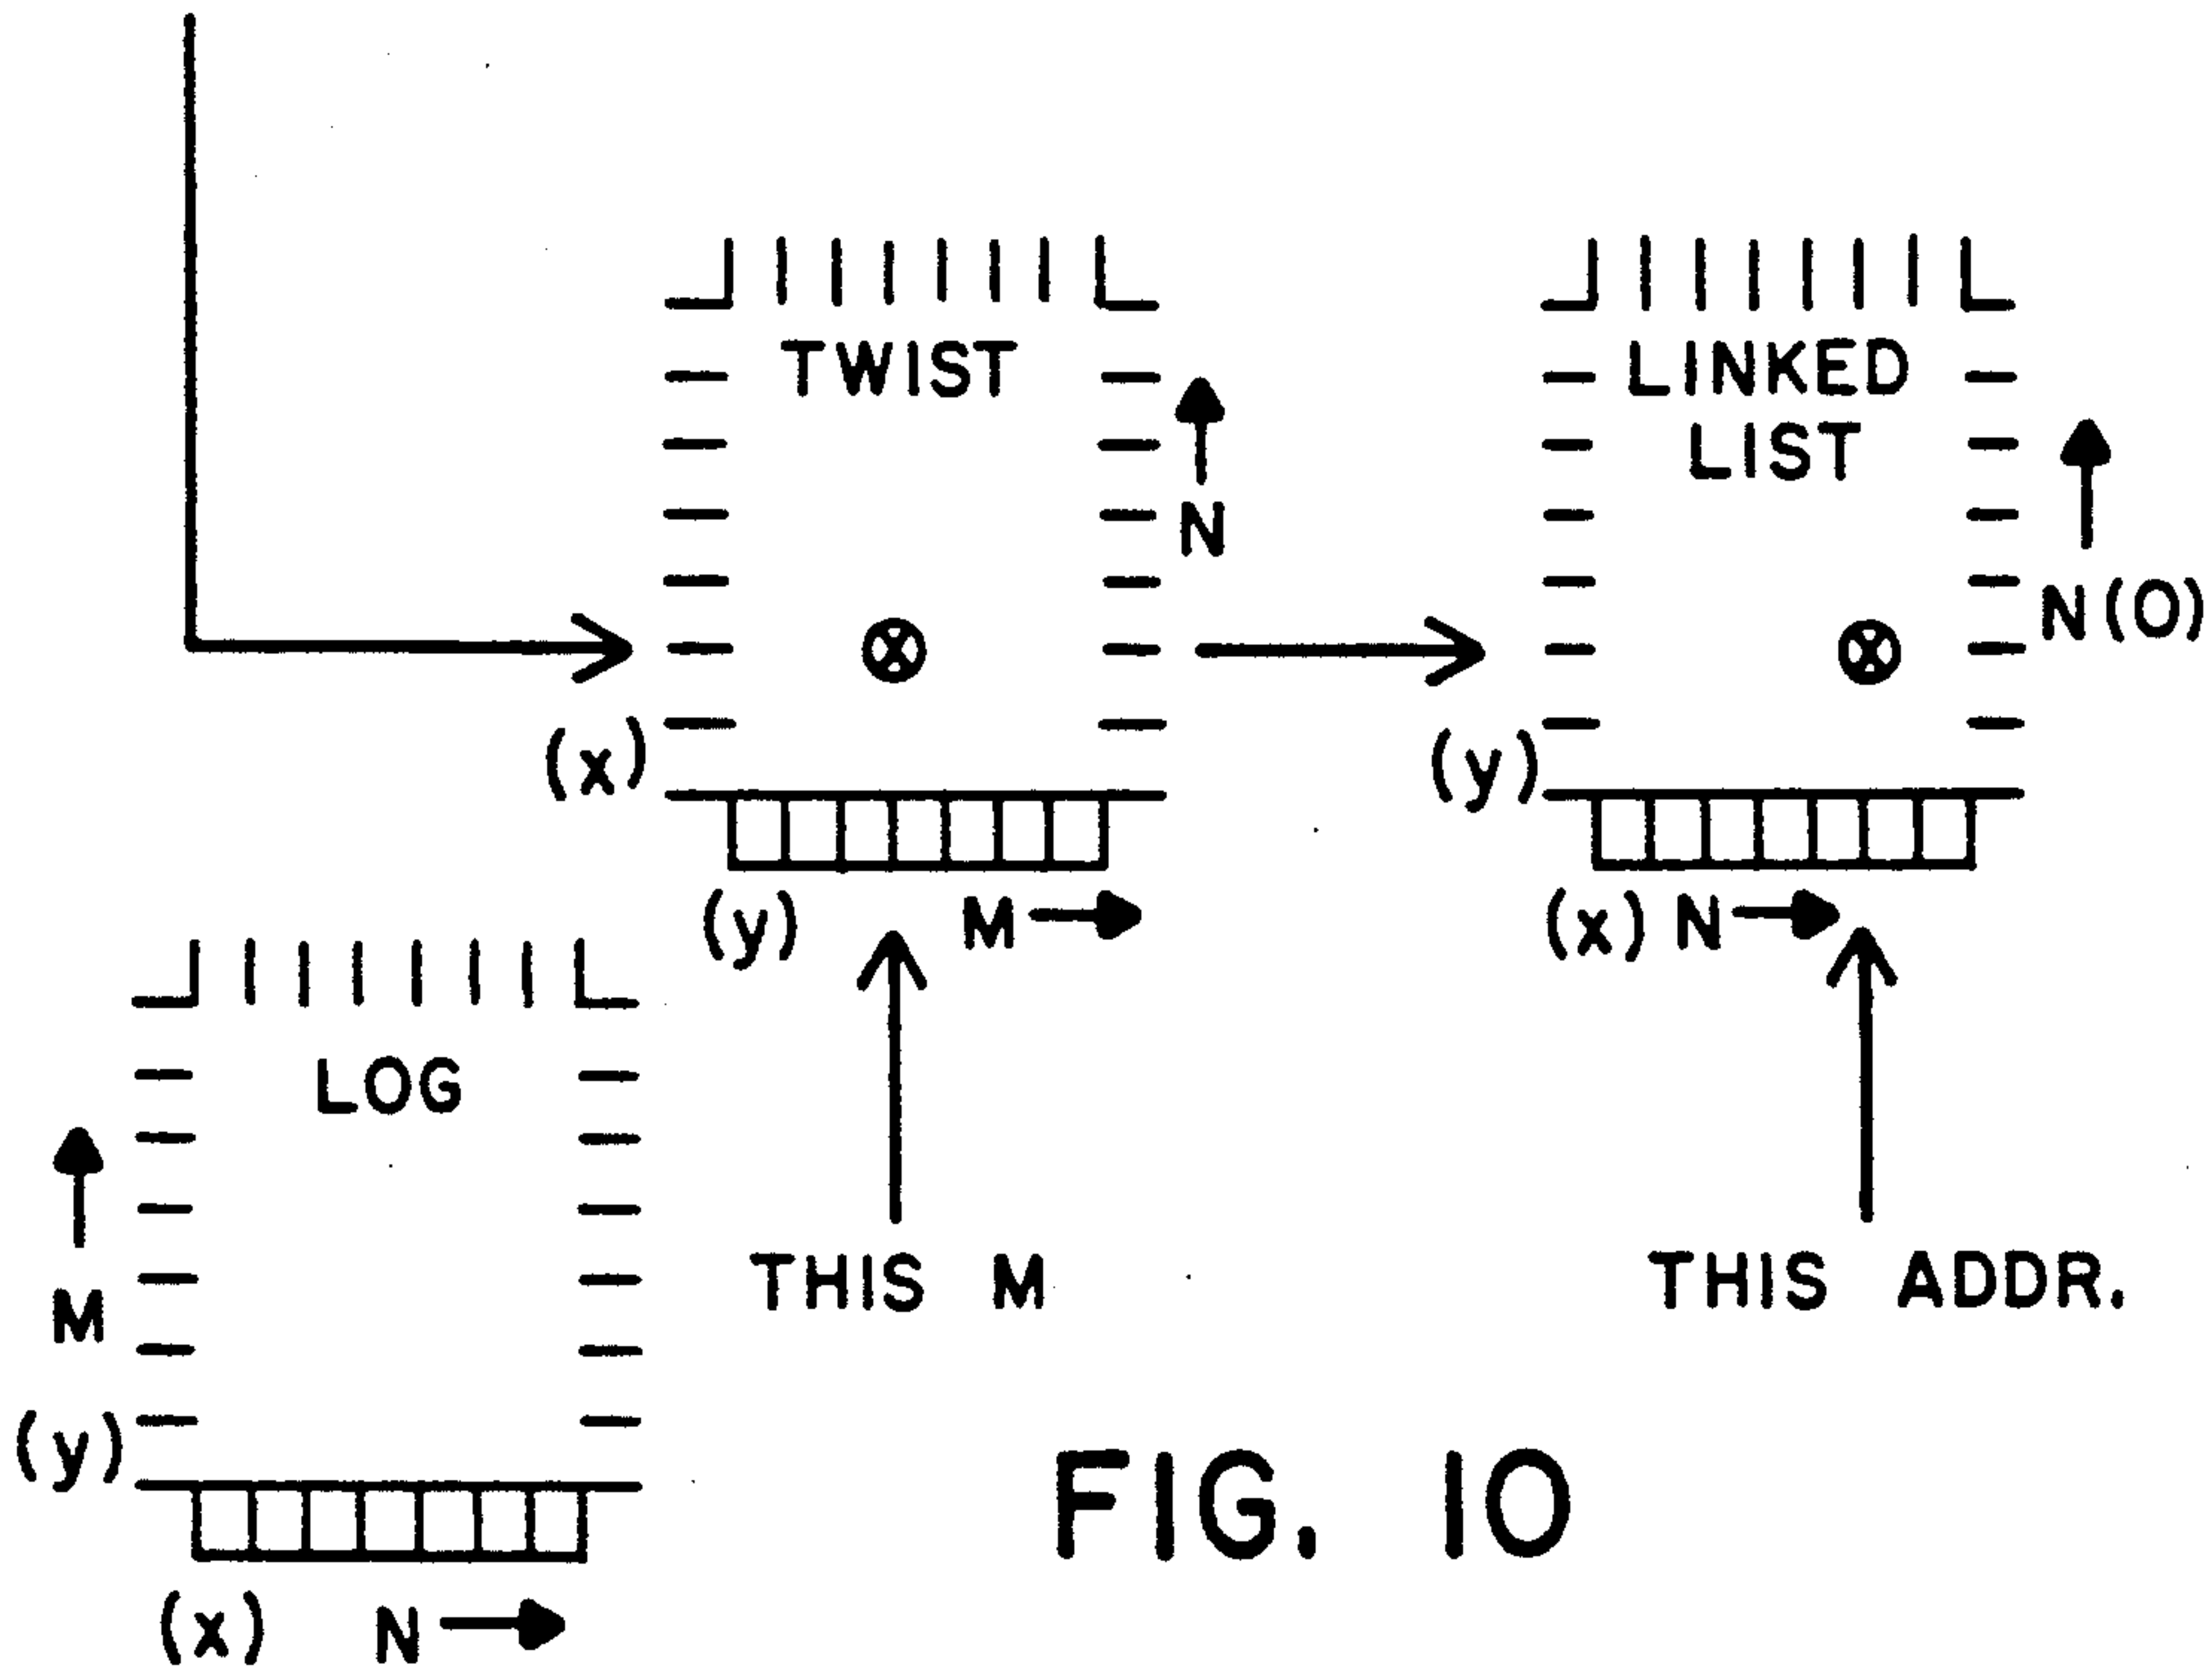 TWIST
LINKED
LIST
N
N(O)
(x)
(y)
(y) M
(x) N
LOG
M
THIS M
THIS ADDR.
(y)
FIG. 10
(x) N